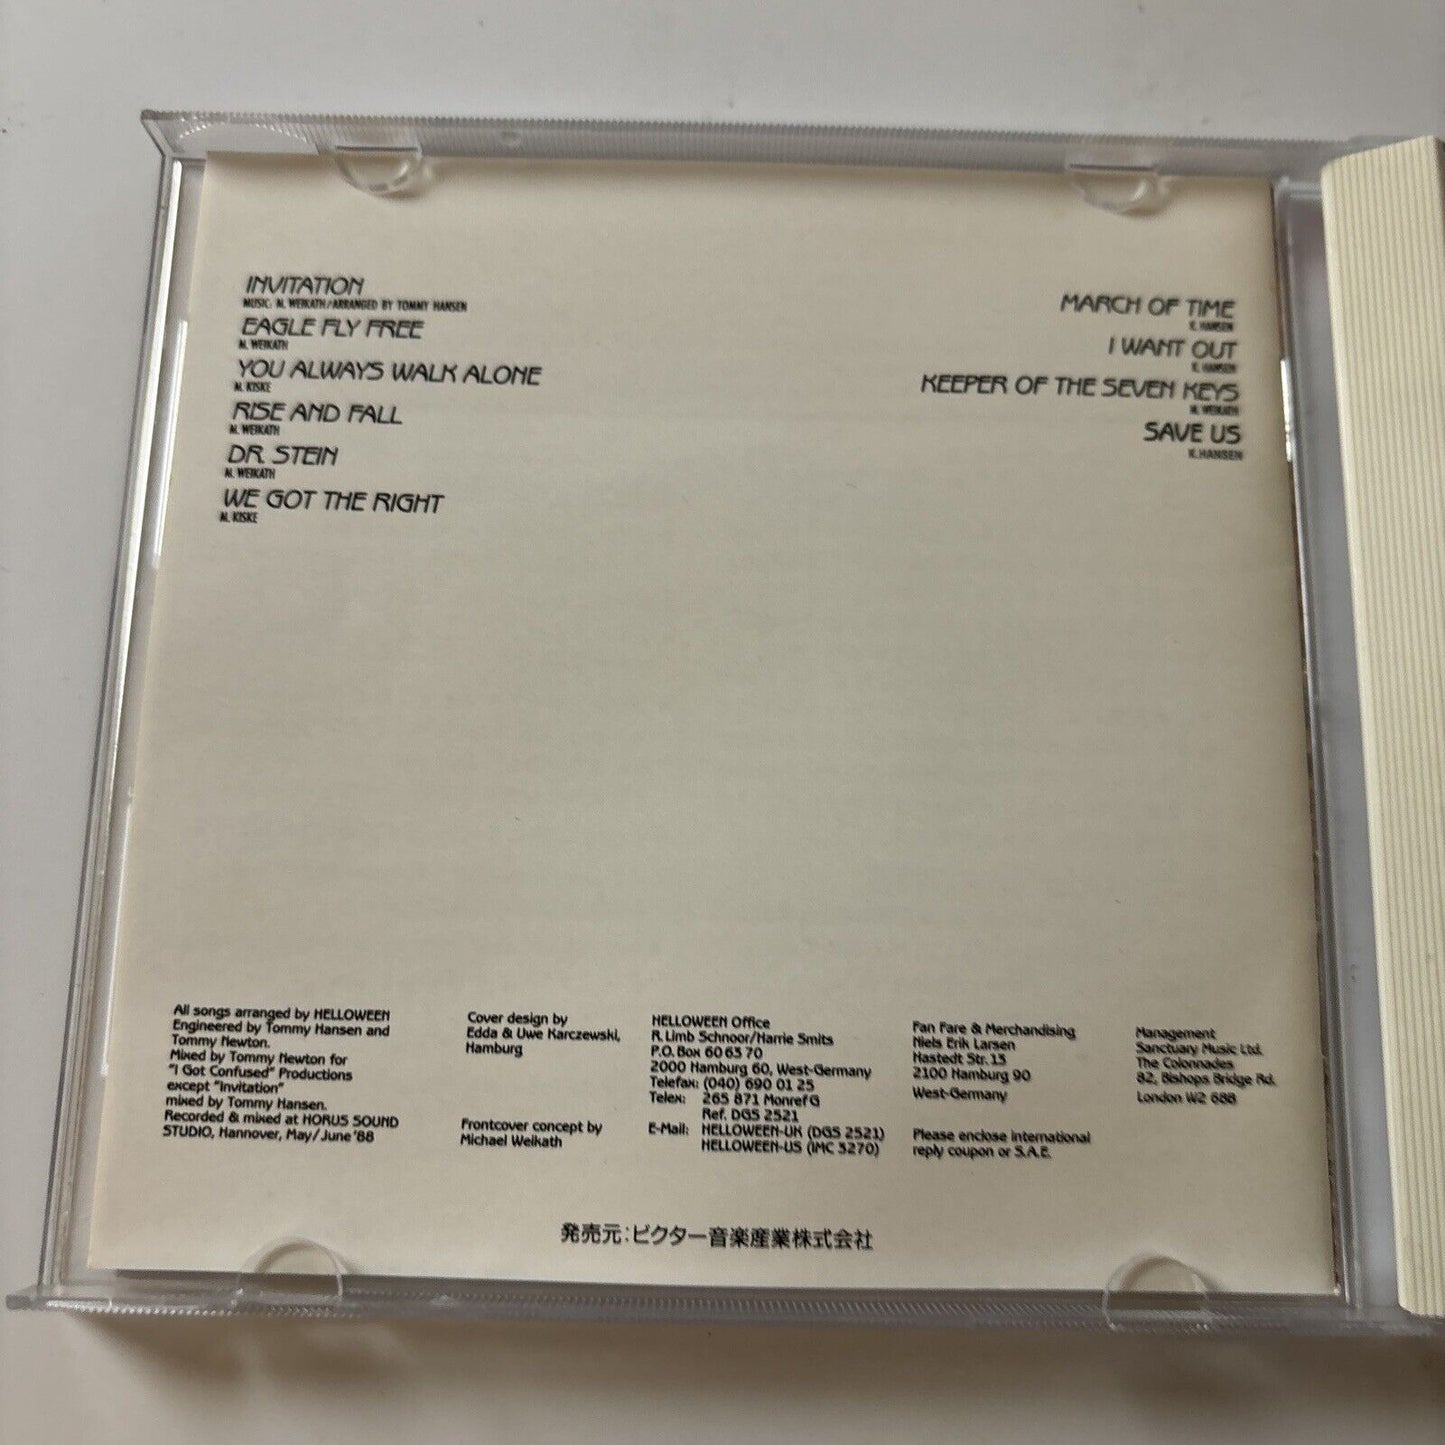 INVITATION
MUSIC: M. WEIKATH/ARRANGED BY TOMMY HANSEN
EAGLE FLY FREE
M. WEIKATH
YOU ALWAYS WALK ALONE
M. KISKE
RISE AND FALL
M. WEIKATH
DR. STEIN
M. WEIKATH
WE GOT THE RIGHT
M. KISKE
MARCH OF TIME
K. HANSEN
I WANT OUT
K. HANSEN
KEEPER OF THE SEVEN KEYS
M. WEIKATH
SAVE US
K. HANSEN
All songs arranged by HELLOWEEN
Engineered by Tommy Hansen and
Tommy Newton.
Mixed by Tommy Newton for
"I Got Confused" Productions
except "Invitation"
mixed by Tommy Hansen.
Recorded & mixed at HORUS SOUND
STUDIO, Hannover, May/June '88
Cover design by
Edda & Uwe Karczewski,
Hamburg
Frontcover concept by
Michael Weikath
HELLOWEEN Office
R. Limb Schnoor/Harrie Smits
P.O. Box 60 63 70
2000 Hamburg 60, West-Germany
Telefax: (040) 690 01 25
Telex: 265 871 Monref G
Ref. DGS 2521
E-Mail: HELLOWEEN-UK (DGS 2521)
HELLOWEEN-US (IMC 3270)
Fan Fare & Merchandising
Niels Erik Larsen
Hastedt Str. 13
2100 Hamburg 90
West-Germany
Please enclose international
reply coupon or S.A.E.
Management
Sanctuary Music Ltd.
The Colonnades
82, Bishops Bridge Rd.
London W2 6BB
発売元:ビクター音楽産業株式会社